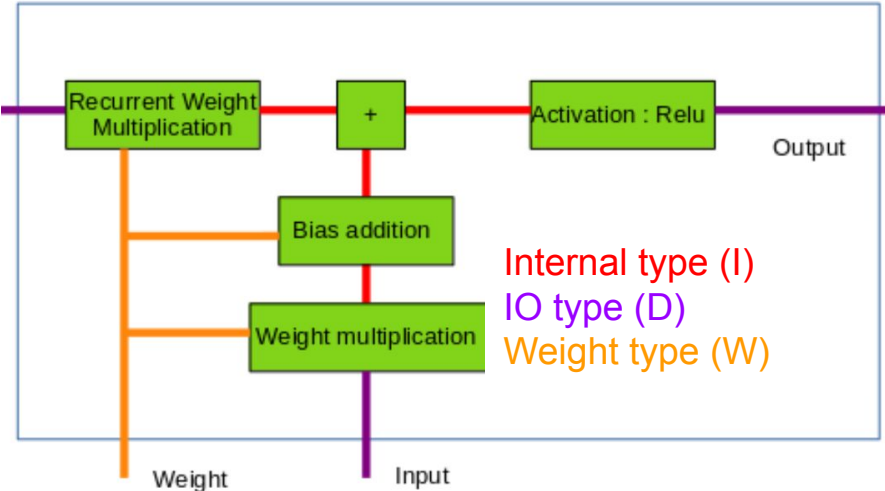 Recurrent Weight
Multiplication
+
Activation : Relu
Output
Bias addition
Internal type (I)
IO type (D)
Weight multiplication
Weight type (W)
Weight
Input